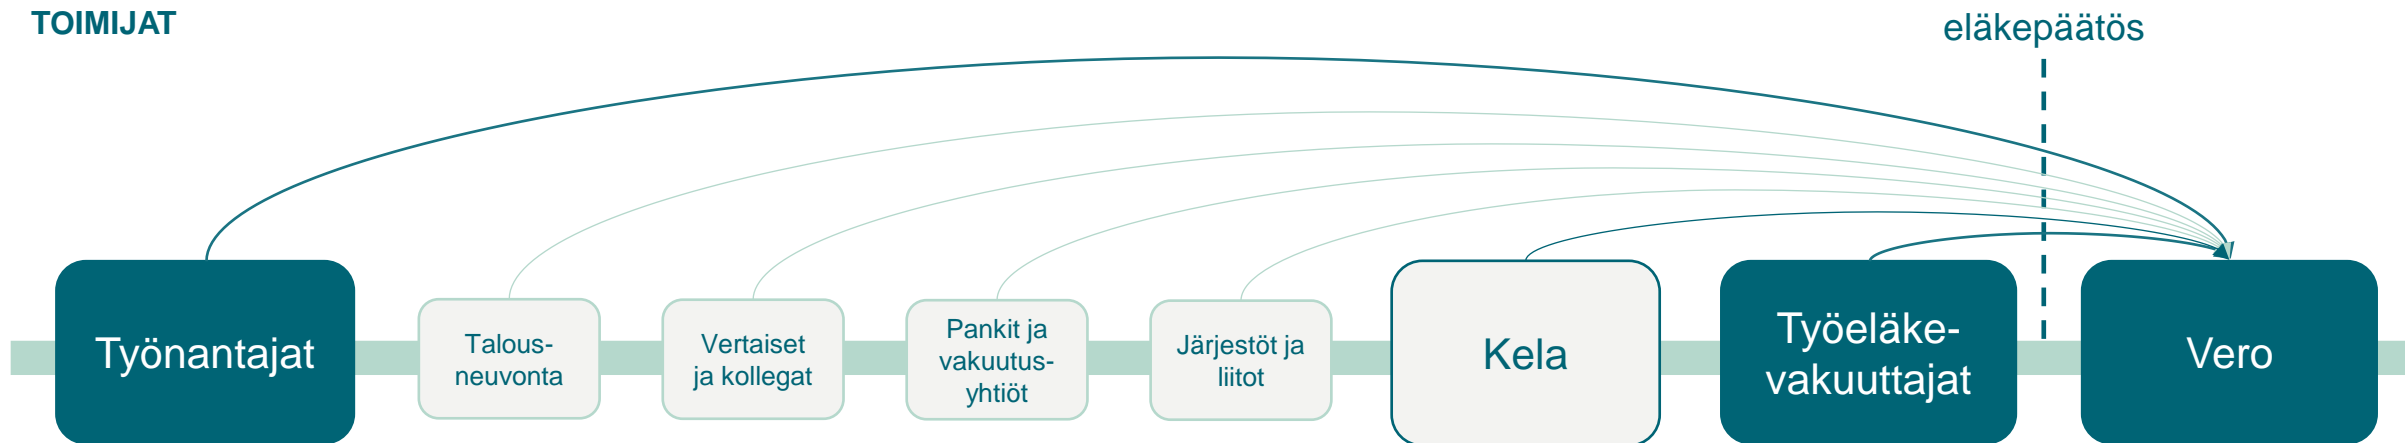 TOIMIJAT
eläkepäätös
Työnantajat
Talous-
neuvonta
Vertaiset
ja kollegat
Pankit ja
vakuutus-
yhtiöt
Järjestöt ja
liitot
Kela
Työeläke-
vakuuttajat
Vero